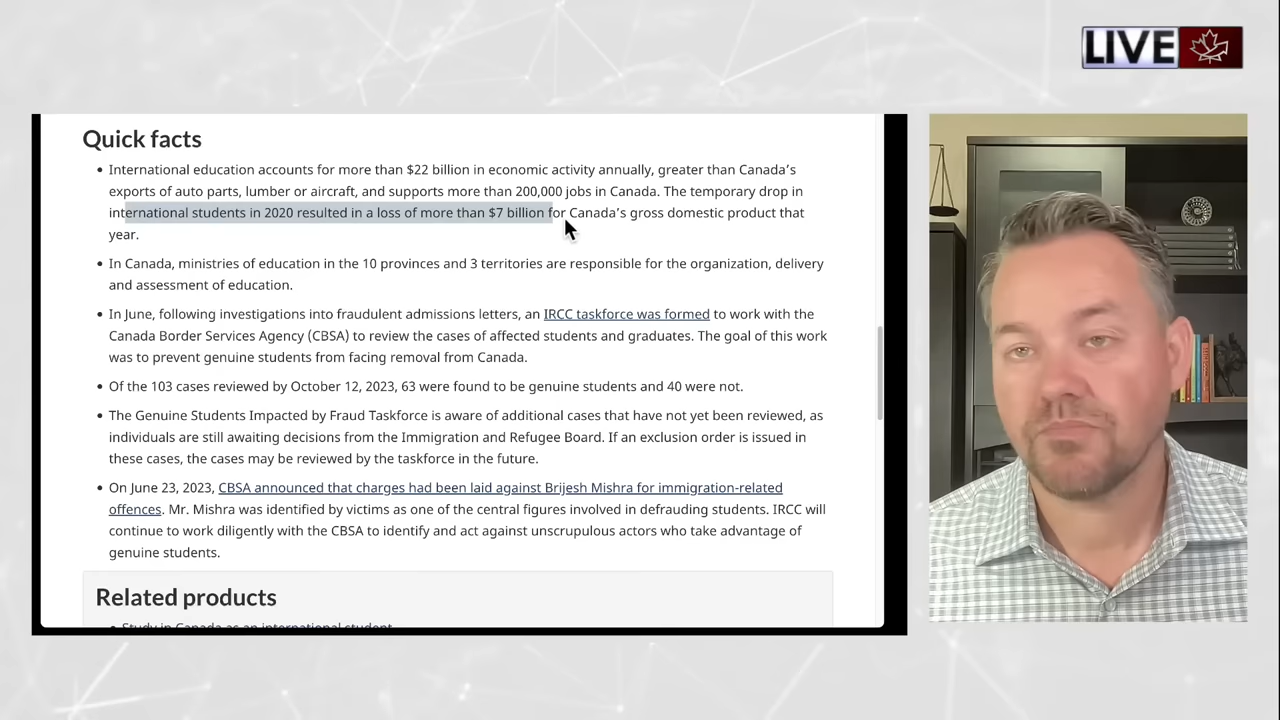 LIVE
Quick facts
• International education accounts for more than $22 billion in economic activity annually, greater than Canada’s
exports of auto parts, lumber or aircraft, and supports more than 200,000 jobs in Canada. The temporary drop in
international students in 2020 resulted in a loss of more than $7 billion for Canada’s gross domestic product that
year.
• In Canada, ministries of education in the 10 provinces and 3 territories are responsible for the organization, delivery
and assessment of education.
• In June, following investigations into fraudulent admissions letters, an IRCC taskforce was formed to work with the
Canada Border Services Agency (CBSA) to review the cases of affected students and graduates. The goal of this work
was to prevent genuine students from facing removal from Canada.
• Of the 103 cases reviewed by October 12, 2023, 63 were found to be genuine students and 40 were not.
• The Genuine Students Impacted by Fraud Taskforce is aware of additional cases that have not yet been reviewed, as
individuals are still awaiting decisions from the Immigration and Refugee Board. If an exclusion order is issued in
these cases, the cases may be reviewed by the taskforce in the future.
• On June 23, 2023, CBSA announced that charges had been laid against Brijesh Mishra for immigration-related
offences. Mr. Mishra was identified by victims as one of the central figures involved in defrauding students. IRCC will
continue to work diligently with the CBSA to identify and act against unscrupulous actors who take advantage of
genuine students.
Related products
• Study in Canada as an international student